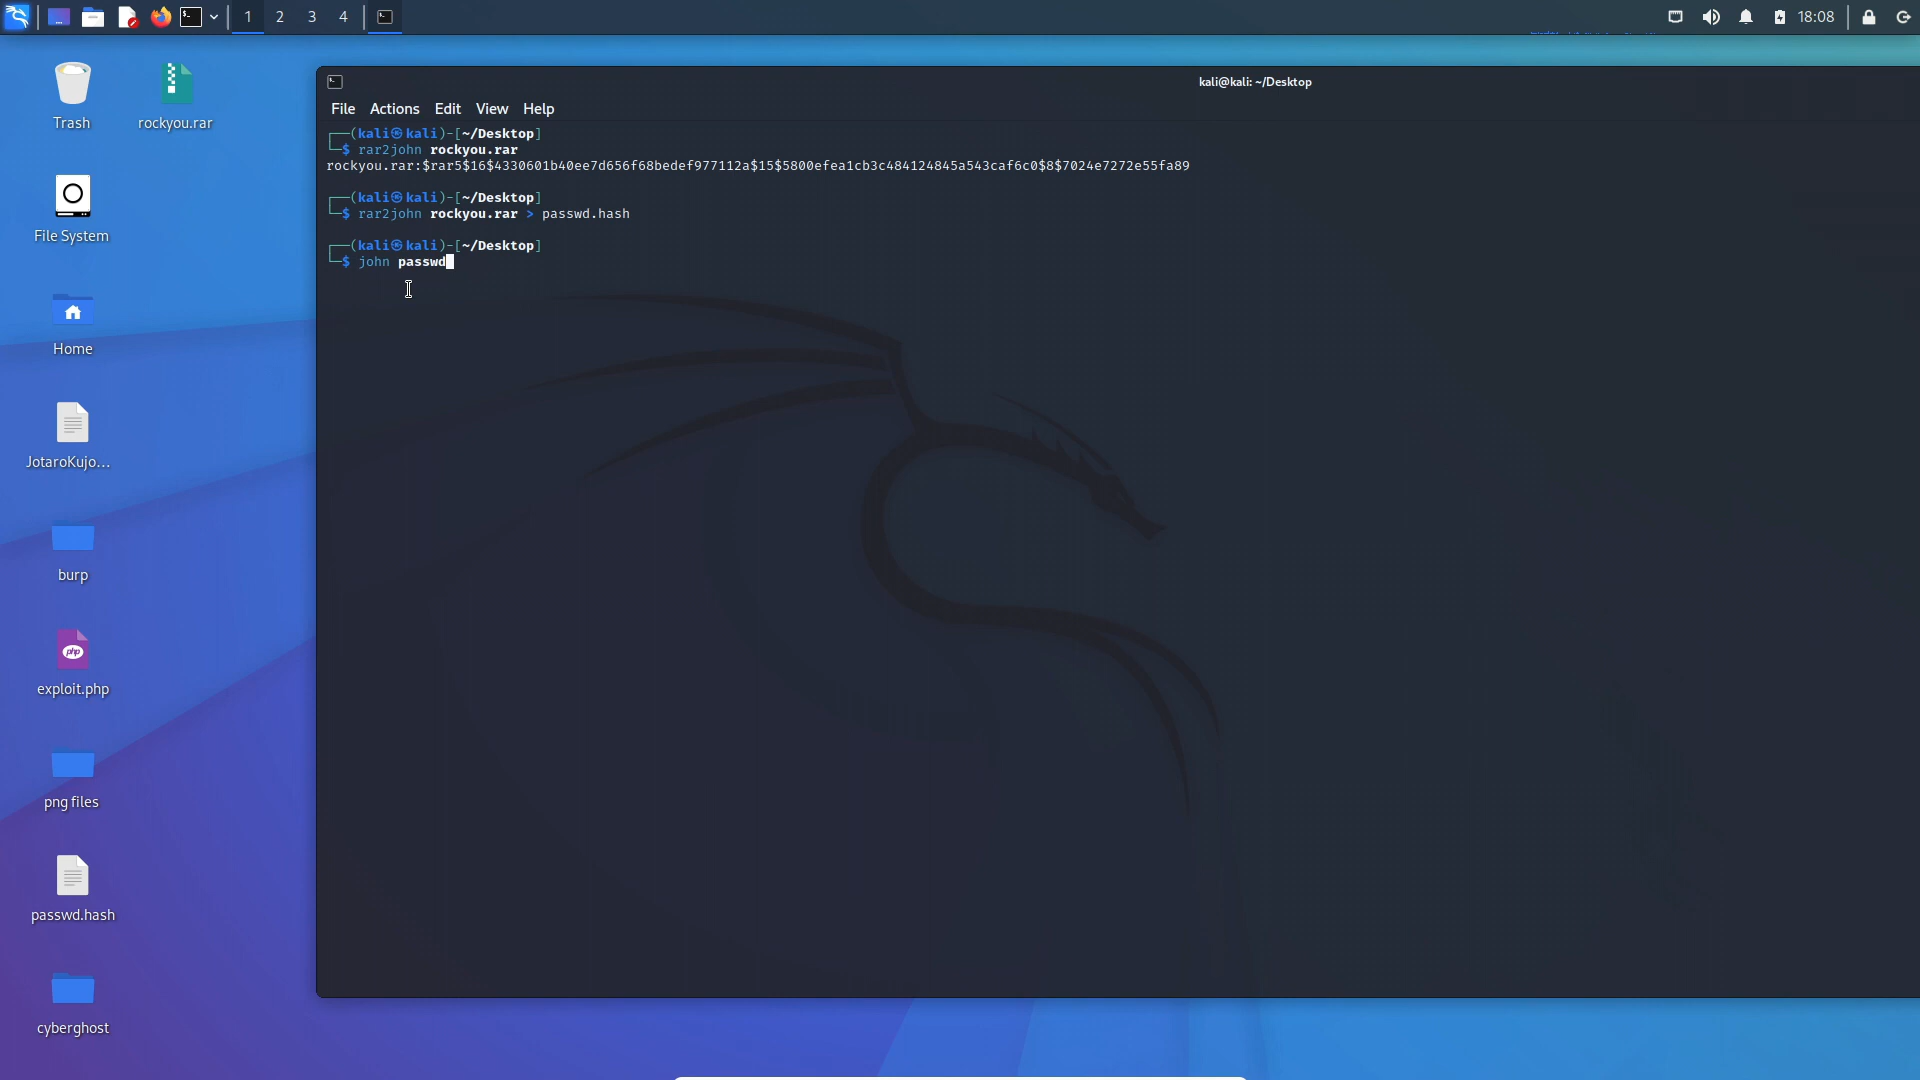 1 2 3 4
18:08
Trash
rockyou.rar
File System
Home
JotaroKujo...
burp
php
exploit.php
png files
passwd.hash
cyberghost
kali@kali: ~/Desktop
File Actions Edit View Help
┌──(kali㉿kali)-[~/Desktop]
└─$ rar2john rockyou.rar
rockyou.rar:$rar5$16$4330601b40ee7d656f68bedef977112a$15$5800efea1cb3c484124845a543caf6c0$8$7024e7272e55fa89
┌──(kali㉿kali)-[~/Desktop]
└─$ rar2john rockyou.rar > passwd.hash
┌──(kali㉿kali)-[~/Desktop]
└─$ john passwd